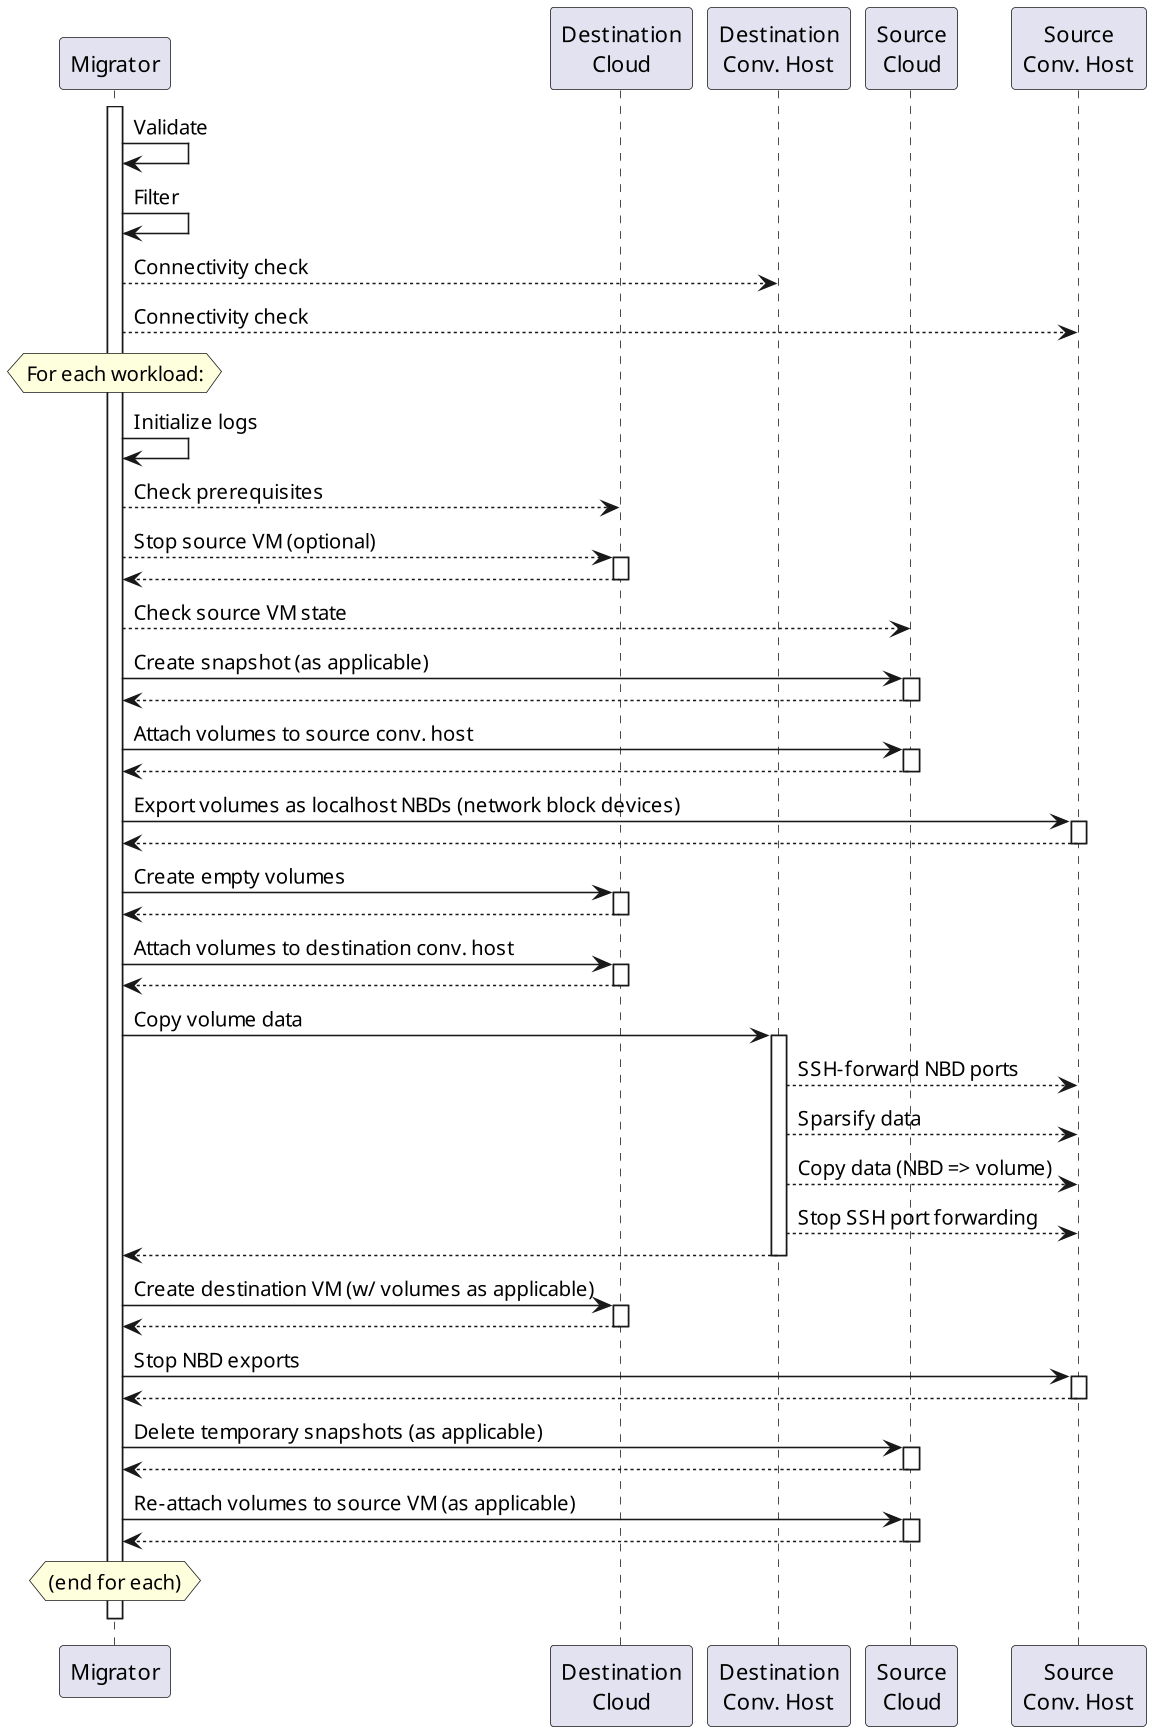 Migrator
Destination
Cloud
Destination
Conv. Host
Source
Cloud
Source
Conv. Host
Validate
Filter
Connectivity check
Connectivity check
For each workload:
Initialize logs
Check prerequisites
Stop source VM (optional)
Check source VM state
Create snapshot (as applicable)
Attach volumes to source conv. host
Export volumes as localhost NBDs (network block devices)
Create empty volumes
Attach volumes to destination conv. host
Copy volume data
SSH-forward NBD ports
Sparsify data
Copy data (NBD => volume)
Stop SSH port forwarding
Create destination VM (w/ volumes as applicable)
Stop NBD exports
Delete temporary snapshots (as applicable)
Re-attach volumes to source VM (as applicable)
(end for each)
Migrator
Destination
Cloud
Destination
Conv. Host
Source
Cloud
Source
Conv. Host